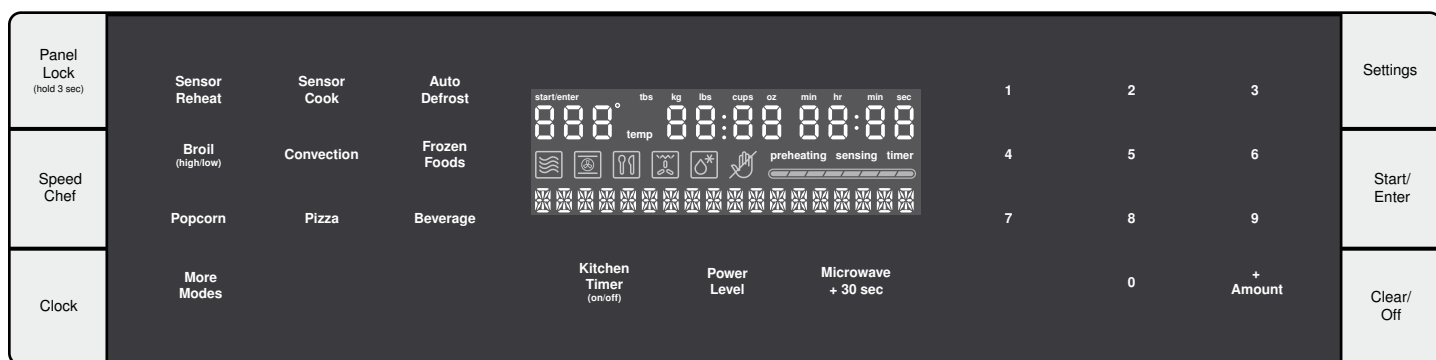 Panel
Lock
(hold 3 sec)
Speed
Chef
Clock
Sensor
Reheat
Sensor
Cook
Auto
Defrost
Broil
(high/low)
Convection
Frozen
Foods
Popcorn
Pizza
Beverage
More
Modes
start/enter tbs kg lbs cups oz min hr min sec
888° temp 88:88 88:88
preheating sensing timer
Kitchen
Timer
(on/off)
Power
Level
Microwave
+ 30 sec
1 2 3
4 5 6
7 8 9
0
+
Amount
Settings
Start/
Enter
Clear/
Off